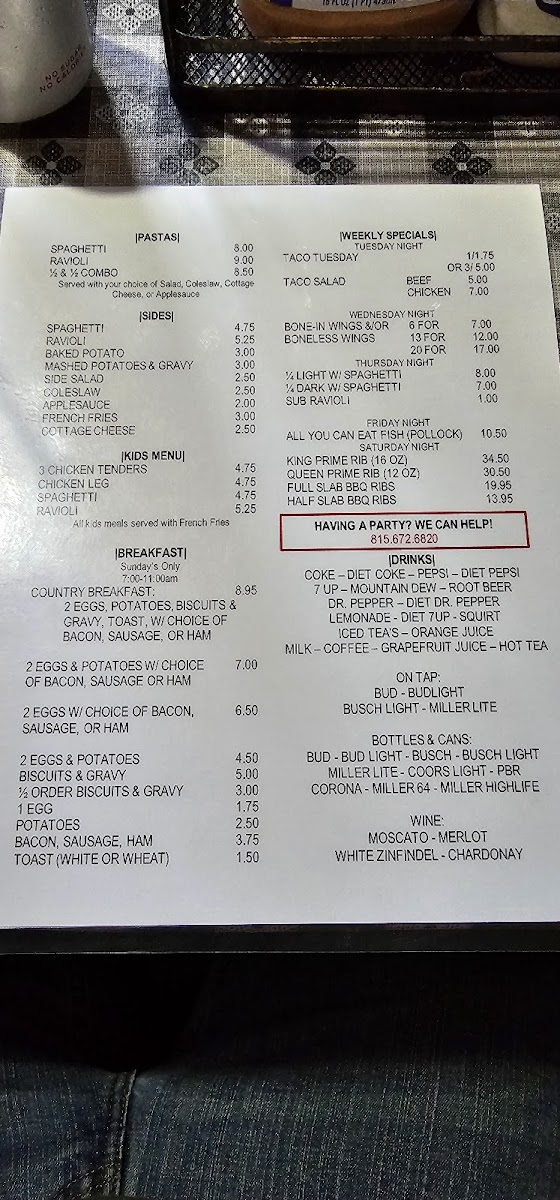 NO SUGAR
NO CALORIES
16 FL OZ (1 PT) 473mL
|PASTAS|
SPAGHETTI 8.00
RAVIOLI 9.00
½ & ½ COMBO 8.50
Served with your choice of Salad, Coleslaw, Cottage
Cheese, or Applesauce
|SIDES|
SPAGHETTI 4.75
RAVIOLI 5.25
BAKED POTATO 3.00
MASHED POTATOES & GRAVY 3.00
SIDE SALAD 2.50
COLESLAW 2.50
APPLESAUCE 2.00
FRENCH FRIES 3.00
COTTAGE CHEESE 2.50
|KIDS MENU|
3 CHICKEN TENDERS 4.75
CHICKEN LEG 4.75
SPAGHETTI 4.75
RAVIOLI 5.25
All kids meals served with French Fries
|BREAKFAST|
Sunday's Only
7:00-11:00am
COUNTRY BREAKFAST: 8.95
2 EGGS, POTATOES, BISCUITS &
GRAVY, TOAST, W/ CHOICE OF
BACON, SAUSAGE, OR HAM
2 EGGS & POTATOES W/ CHOICE 7.00
OF BACON, SAUSAGE OR HAM
2 EGGS W/ CHOICE OF BACON, 6.50
SAUSAGE, OR HAM
2 EGGS & POTATOES 4.50
BISCUITS & GRAVY 5.00
½ ORDER BISCUITS & GRAVY 3.00
1 EGG 1.75
POTATOES 2.50
BACON, SAUSAGE, HAM 3.75
TOAST (WHITE OR WHEAT) 1.50
|WEEKLY SPECIALS|
TUESDAY NIGHT
TACO TUESDAY 1/1.75
OR 3/ 5.00
TACO SALAD BEEF 5.00
CHICKEN 7.00
WEDNESDAY NIGHT
BONE-IN WINGS &/OR 6 FOR 7.00
BONELESS WINGS 13 FOR 12.00
20 FOR 17.00
THURSDAY NIGHT
¼ LIGHT W/ SPAGHETTI 8.00
¼ DARK W/ SPAGHETTI 7.00
SUB RAVIOLI 1.00
FRIDAY NIGHT
ALL YOU CAN EAT FISH (POLLOCK) 10.50
SATURDAY NIGHT
KING PRIME RIB (16 OZ) 34.50
QUEEN PRIME RIB (12 OZ) 30.50
FULL SLAB BBQ RIBS 19.95
HALF SLAB BBQ RIBS 13.95
HAVING A PARTY? WE CAN HELP!
815.672.6820
|DRINKS|
COKE – DIET COKE – PEPSI – DIET PEPSI
7 UP – MOUNTAIN DEW – ROOT BEER
DR. PEPPER – DIET DR. PEPPER
LEMONADE - DIET 7UP - SQUIRT
ICED TEA'S – ORANGE JUICE
MILK – COFFEE – GRAPEFRUIT JUICE – HOT TEA
ON TAP:
BUD - BUDLIGHT
BUSCH LIGHT - MILLER LITE
BOTTLES & CANS:
BUD - BUD LIGHT - BUSCH - BUSCH LIGHT
MILLER LITE - COORS LIGHT - PBR
CORONA - MILLER 64 - MILLER HIGHLIFE
WINE:
MOSCATO - MERLOT
WHITE ZINFINDEL - CHARDONAY